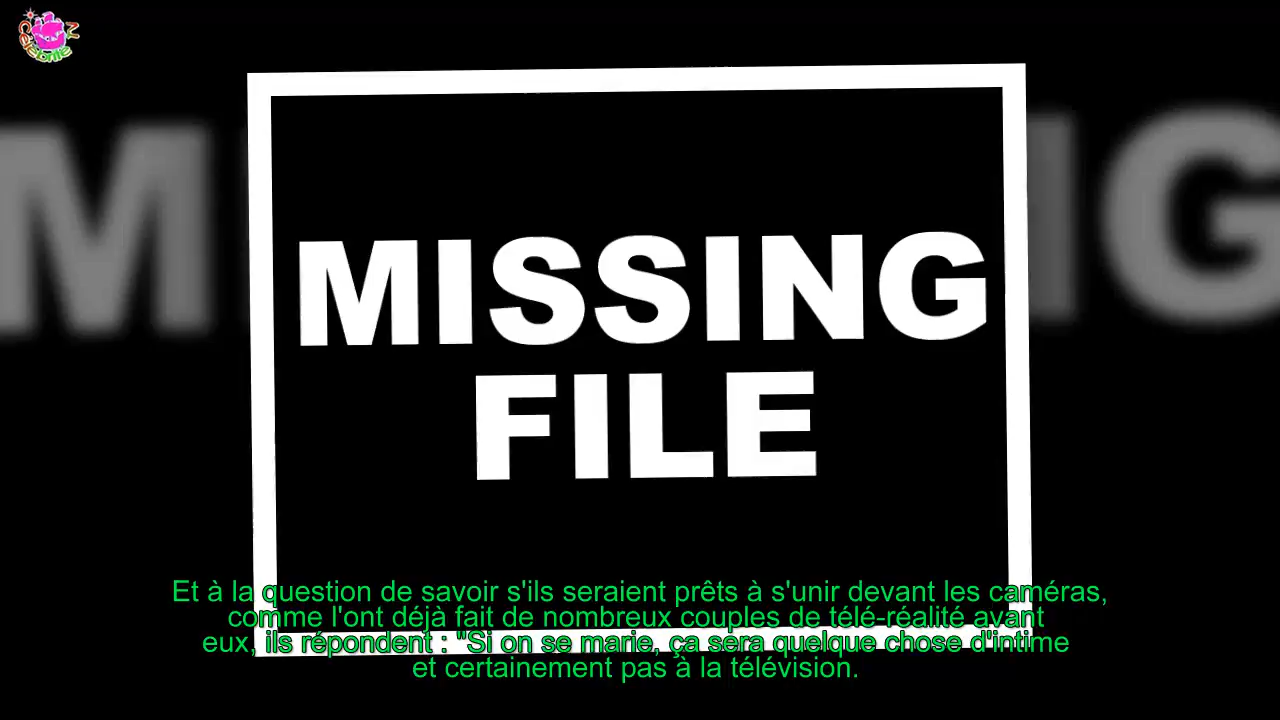 Célébrité
N
M
G
MISSING
FILE
Et à la question de savoir s'ils seraient prêts à s'unir devant les caméras,
comme l'ont déjà fait de nombreux couples de télé-réalité avant
eux, ils répondent : "Si on se marie, ça sera quelque chose d'intime
et certainement pas à la télévision.